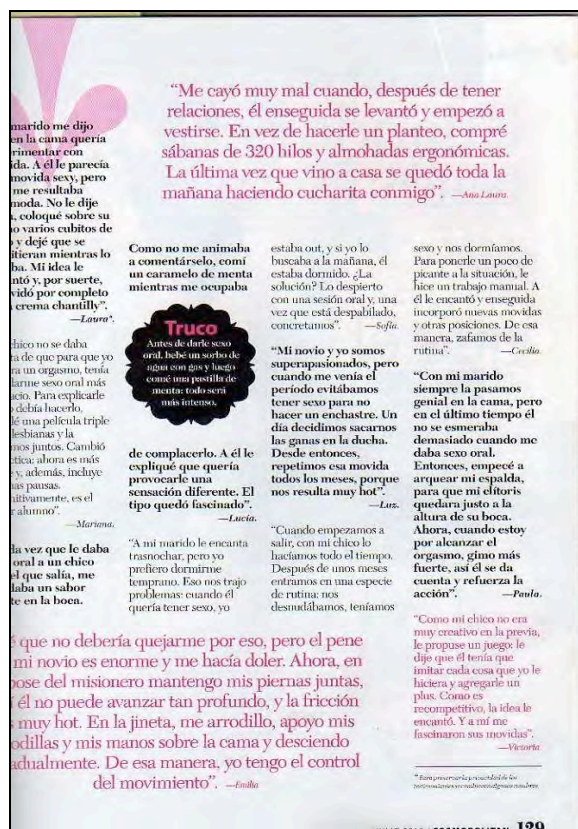 “Me cayó muy mal cuando, después de tener
relaciones, él enseguida se levantó y empezó a
vestirse. En vez de hacerle un planteo, compré
sábanas de 320 hilos y almohadas ergonómicas.
La última vez que vino a casa se quedó toda la
mañana haciendo cucharita conmigo”. —Ana Laura.
marido me dijo
en la cama quería
rimentar con
ida. A él le parecía
movida sexy, pero
me resultaba
moda. No le dije
, coloqué sobre su
o varios cubitos de
y dejé que se
itieran mientras lo
ba. Mi idea le
ntó y, por suerte,
vidó por completo
crema chantilly”.
—Laura*.
chico no se daba
ta de que para que yo
ra un orgasmo, tenía
darme sexo oral más
cio. Para explicarle
debía hacerlo,
lé una película triple
lesbianas y la
mos juntos. Cambió
ctica: ahora es más
y, además, incluye
as pausas.
nitivamente, es el
r alumno”.
—Mariana.
la vez que le daba
oral a un chico
el que salía, me
daba un sabor
te en la boca.
Como no me animaba
a comentárselo, comí
un caramelo de menta
mientras me ocupaba
Truco
Antes de darle sexo
oral, bebé un sorbo de
agua con gas y luego
comé una pastilla de
menta: todo será
más intenso.
de complacerlo. A él le
expliqué que quería
provocarle una
sensación diferente. El
tipo quedó fascinado”.
—Lucía.
“A mi marido le encanta
trasnochar, pero yo
prefiero dormirme
temprano. Eso nos trajo
problemas: cuando él
quería tener sexo, yo
estaba out, y si yo lo
buscaba a la mañana, él
estaba dormido. ¿La
solución? Lo despierto
con una sesión oral y, una
vez que está despabilado,
concretamos”. —Sofía.
“Mi novio y yo somos
superapasionados, pero
cuando me venía el
período evitábamos
tener sexo para no
hacer un enchastre. Un
día decidimos sacarnos
las ganas en la ducha.
Desde entonces,
repetimos esa movida
todos los meses, porque
nos resulta muy hot”.
—Luz.
“Cuando empezamos a
salir, con mi chico lo
hacíamos todo el tiempo.
Después de unos meses
entramos en una especie
de rutina: nos
desnudábamos, teníamos
sexo y nos dormíamos.
Para ponerle un poco de
picante a la situación, le
hice un trabajo manual. A
él le encantó y enseguida
incorporó nuevas movidas
y otras posiciones. De esa
manera, zafamos de la
rutina”. —Cecilia.
“Con mi marido
siempre la pasamos
genial en la cama, pero
en el último tiempo él
no se esmeraba
demasiado cuando me
daba sexo oral.
Entonces, empecé a
arquear mi espalda,
para que mi clítoris
quedara justo a la
altura de su boca.
Ahora, cuando estoy
por alcanzar el
orgasmo, gimo más
fuerte, así él se da
cuenta y refuerza la
acción”. —Paula.
“Como mi chico no era
muy creativo en la previa,
le propuse un juego: le
dije que él tenía que
imitar cada cosa que yo le
hiciera y agregarle un
plus. Como es
recompetitivo, la idea le
encantó. Y a mí me
fascinaron sus movidas”.
—Victoria
é que no debería quejarme por eso, pero el pene
mi novio es enorme y me hacía doler. Ahora, en
pose del misionero mantengo mis piernas juntas,
él no puede avanzar tan profundo, y la fricción
muy hot. En la jineta, me arrodillo, apoyo mis
odillas y mis manos sobre la cama y desciendo
adualmente. De esa manera, yo tengo el control
del movimiento”. —Emilia
* Para preservar la privacidad de los
COSMOPOLITAN 129